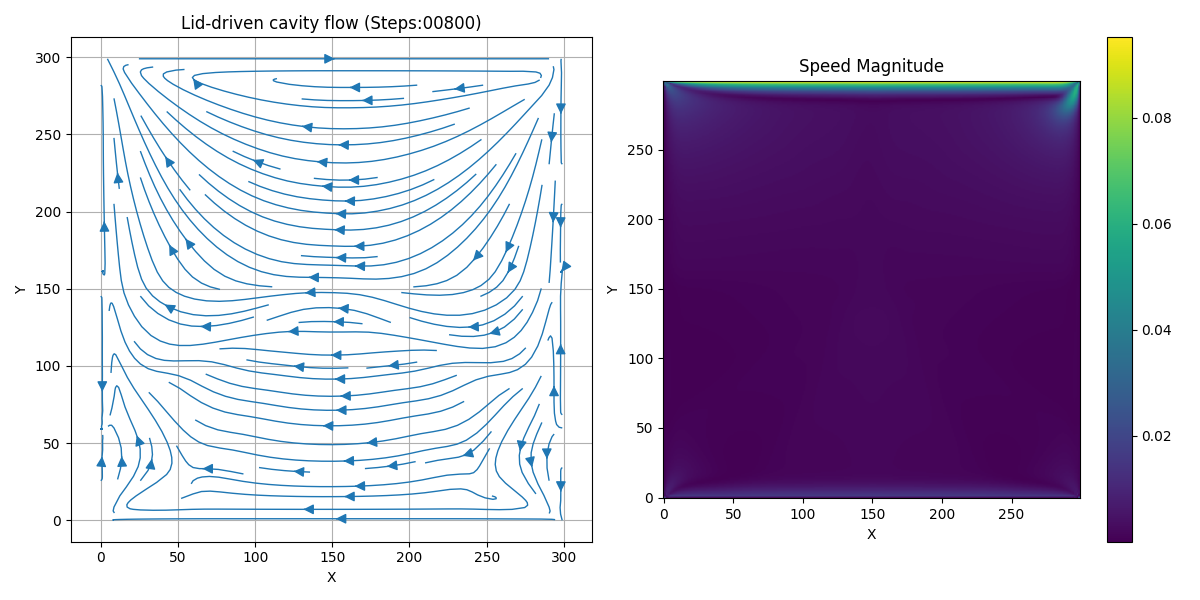 Lid-driven cavity flow (Steps:00800)
300
250
200
150
100
50
0
Y
0 50 100 150 200 250 300
X
Speed Magnitude
250
200
150
100
50
0
Y
0 50 100 150 200 250
X
0.08
0.06
0.04
0.02